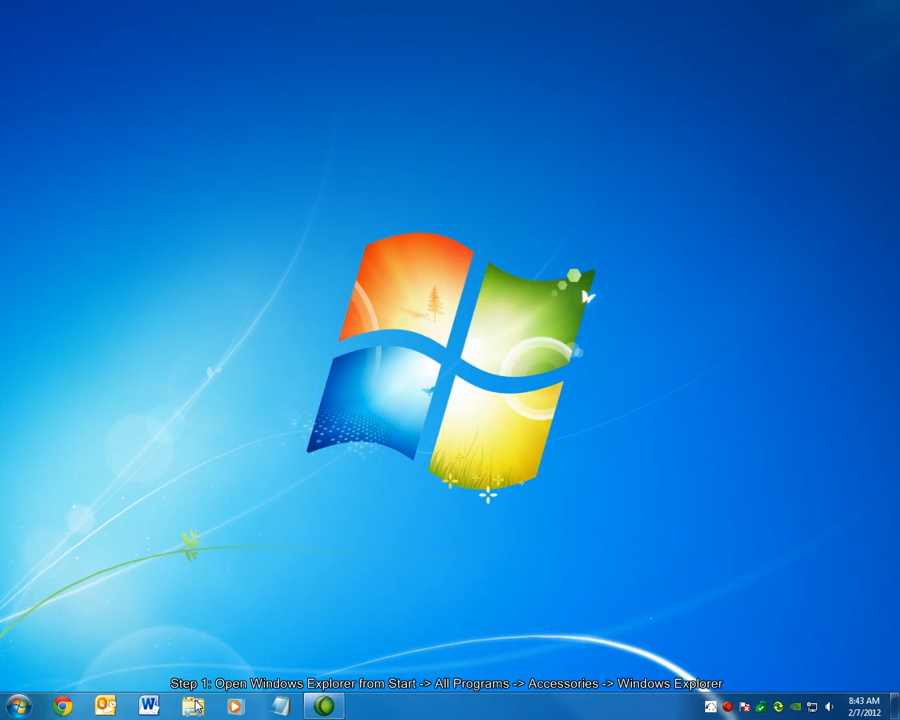 Step 1: Open Windows Explorer from Start -> All Programs -> Accessories -> Windows Explorer
8:43 AM
2/7/2012